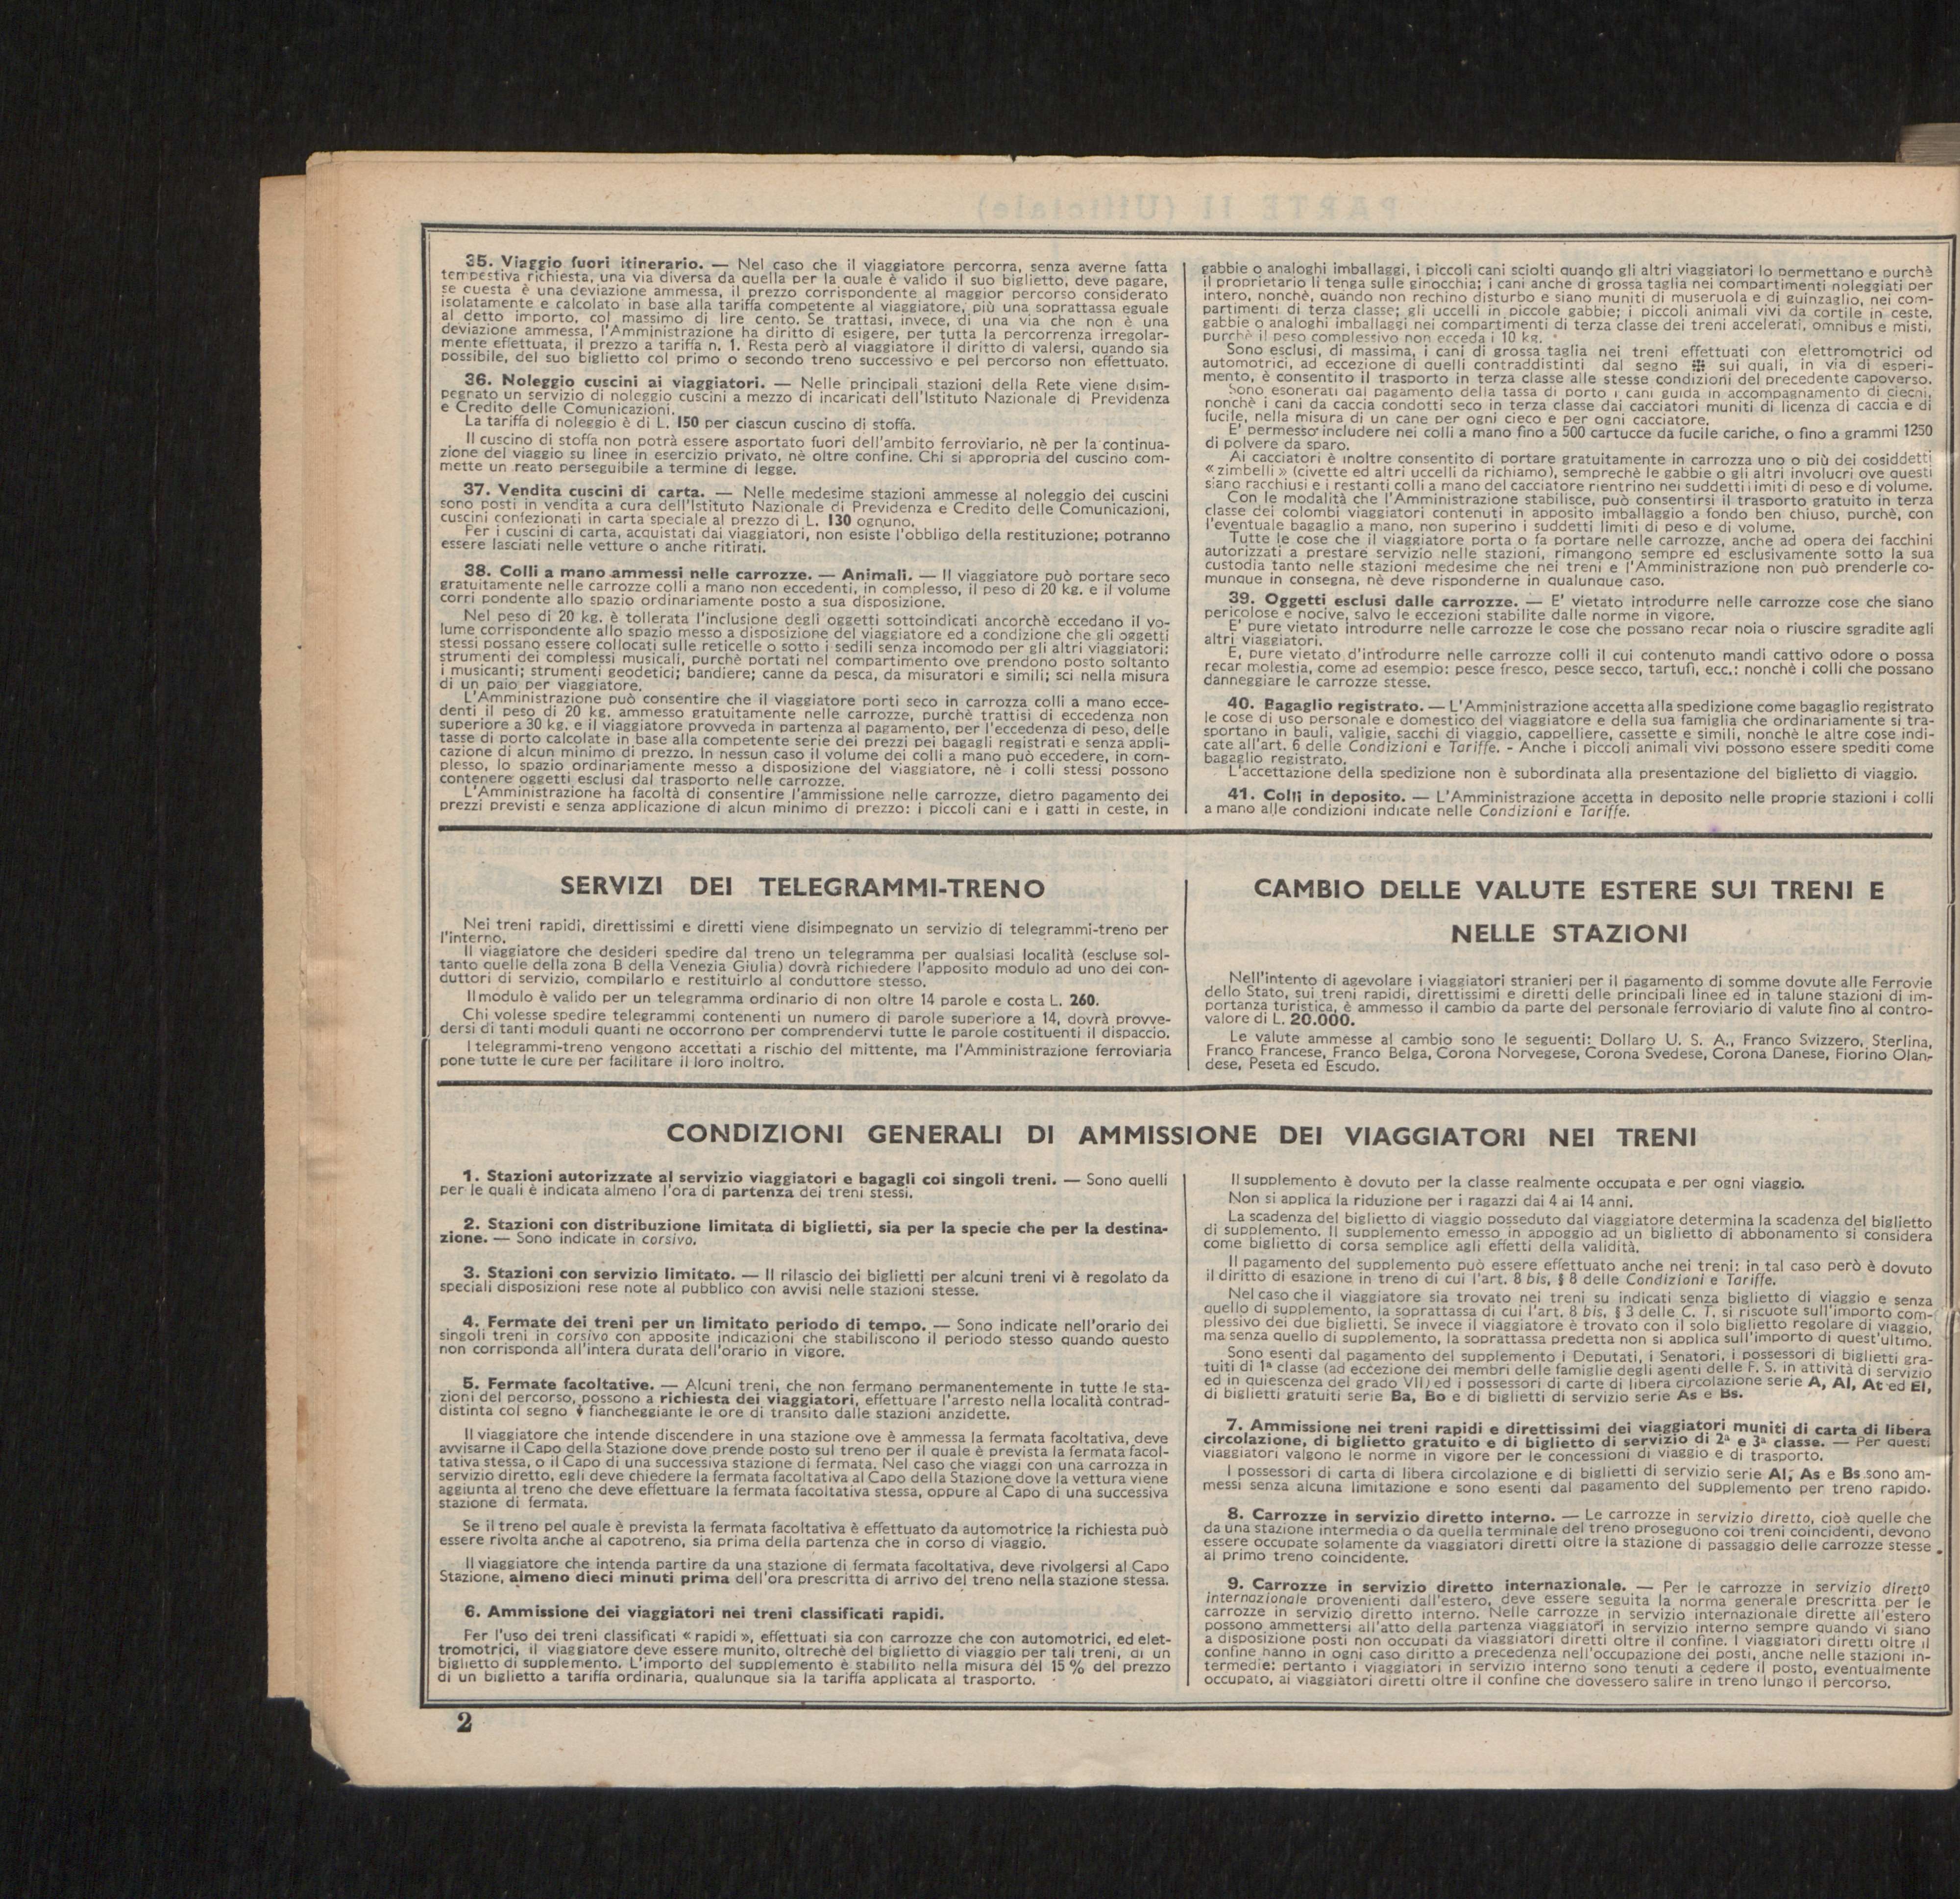 35. Viaggio fuori itinerario. — Nel caso che il viaggiatore percorra, senza averne fatta
tempestiva richiesta, una via diversa da quella per la quale è valido il suo biglietto, deve pagare,
se questa è una deviazione ammessa, il prezzo corrispondente al maggior percorso considerato
isolatamente e calcolato in base alla tariffa competente al viaggiatore, più una soprattassa eguale
al detto importo, col massimo di lire cento. Se trattasi, invece, di una via che non è una
deviazione ammessa, l'Amministrazione ha diritto di esigere, per tutta la percorrenza irregolar-
mente effettuata, il prezzo a tariffa n. 1. Resta però al viaggiatore il diritto di valersi, quando sia
possibile, del suo biglietto col primo o secondo treno successivo e pel percorso non effettuato.
36. Noleggio cuscini ai viaggiatori. — Nelle principali stazioni della Rete viene disim-
pegnato un servizio di noleggio cuscini a mezzo di incaricati dell'Istituto Nazionale di Previdenza
e Credito delle Comunicazioni.
La tariffa di noleggio è di L. 150 per ciascun cuscino di stoffa.
Il cuscino di stoffa non potrà essere asportato fuori dell'ambito ferroviario, nè per la continua-
zione del viaggio su linee in esercizio privato, nè oltre confine. Chi si appropria del cuscino com-
mette un reato perseguibile a termine di legge.
37. Vendita cuscini di carta. — Nelle medesime stazioni ammesse al noleggio dei cuscini
sono posti in vendita a cura dell'Istituto Nazionale di Previdenza e Credito delle Comunicazioni,
cuscini confezionati in carta speciale al prezzo di L. 130 ognuno.
Per i cuscini di carta, acquistati dai viaggiatori, non esiste l'obbligo della restituzione; potranno
essere lasciati nelle vetture o anche ritirati.
38. Colli a mano ammessi nelle carrozze. — Animali. — Il viaggiatore può portare seco
gratuitamente nelle carrozze colli a mano non eccedenti, in complesso, il peso di 20 kg. e il volume
corri pondente allo spazio ordinariamente posto a sua disposizione.
Nel peso di 20 kg. è tollerata l'inclusione degli oggetti sottoindicati ancorchè eccedano il vo-
lume corrispondente allo spazio messo a disposizione del viaggiatore ed a condizione che gli oggetti
stessi possano essere collocati sulle reticelle o sotto i sedili senza incomodo per gli altri viaggiatori:
strumenti dei complessi musicali, purchè portati nel compartimento ove prendono posto soltanto
i musicanti; strumenti geodetici; bandiere; canne da pesca, da misuratori e simili; sci nella misura
di un paio per viaggiatore.
L'Amministrazione può consentire che il viaggiatore porti seco in carrozza colli a mano ecce-
denti il peso di 20 kg. ammesso gratuitamente nelle carrozze, purchè trattisi di eccedenza non
superiore a 30 kg. e il viaggiatore provveda in partenza al pagamento, per l'eccedenza di peso, delle
tasse di porto calcolate in base alla competente serie dei prezzi pei bagagli registrati e senza appli-
cazione di alcun minimo di prezzo. In nessun caso il volume dei colli a mano può eccedere, in com-
plesso, lo spazio ordinariamente messo a disposizione del viaggiatore, nè i colli stessi possono
contenere oggetti esclusi dal trasporto nelle carrozze.
L'Amministrazione ha facoltà di consentire l'ammissione nelle carrozze, dietro pagamento dei
prezzi previsti e senza applicazione di alcun minimo di prezzo: i piccoli cani e i gatti in ceste, in
gabbie o analoghi imballaggi, i piccoli cani sciolti quando gli altri viaggiatori lo permettano e purchè
il proprietario li tenga sulle ginocchia; i cani anche di grossa taglia nei compartimenti noleggiati per
intero, nonchè, quando non rechino disturbo e siano muniti di museruola e di guinzaglio, nei com-
partimenti di terza classe; gli uccelli in piccole gabbie; i piccoli animali vivi da cortile in ceste,
gabbie o analoghi imballaggi nei compartimenti di terza classe dei treni accelerati, omnibus e misti,
purchè il peso complessivo non ecceda i 10 kg.
Sono esclusi, di massima, i cani di grossa taglia nei treni effettuati con elettromotrici od
automotrici, ad eccezione di quelli contraddistinti dal segno sui quali, in via di esperi-
mento, è consentito il trasporto in terza classe alle stesse condizioni del precedente capoverso.
Sono esonerati dal pagamento della tassa di porto i cani guida in accompagnamento di ciechi,
nonchè i cani da caccia condotti seco in terza classe dai cacciatori muniti di licenza di caccia e di
fucile, nella misura di un cane per ogni cieco e per ogni cacciatore.
E' permesso includere nei colli a mano fino a 500 cartucce da fucile cariche, o fino a grammi 1250
di polvere da sparo.
Ai cacciatori è inoltre consentito di portare gratuitamente in carrozza uno o più dei cosiddetti
« zimbelli » (civette ed altri uccelli da richiamo), semprechè le gabbie o gli altri involucri ove questi
siano racchiusi e i restanti colli a mano del cacciatore rientrino nei suddetti limiti di peso e di volume.
Con le modalità che l'Amministrazione stabilisce, può consentirsi il trasporto gratuito in terza
classe dei colombi viaggiatori contenuti in apposito imballaggio a fondo ben chiuso, purchè, con
l'eventuale bagaglio a mano, non superino i suddetti limiti di peso e di volume.
Tutte le cose che il viaggiatore porta o fa portare nelle carrozze, anche ad opera dei facchini
autorizzati a prestare servizio nelle stazioni, rimangono sempre ed esclusivamente sotto la sua
custodia tanto nelle stazioni medesime che nei treni e l'Amministrazione non può prenderle co-
munque in consegna, nè deve risponderne in qualunque caso.
39. Oggetti esclusi dalle carrozze. — E' vietato introdurre nelle carrozze cose che siano
pericolose e nocive, salvo le eccezioni stabilite dalle norme in vigore.
E' pure vietato introdurre nelle carrozze le cose che possano recar noia o riuscire sgradite agli
altri viaggiatori.
E, pure vietato d'introdurre nelle carrozze colli il cui contenuto mandi cattivo odore o possa
recar molestia, come ad esempio: pesce fresco, pesce secco, tartufi, ecc.: nonchè i colli che possano
danneggiare le carrozze stesse.
40. Bagaglio registrato. — L'Amministrazione accetta alla spedizione come bagaglio registrato
le cose di uso personale e domestico del viaggiatore e della sua famiglia che ordinariamente si tra-
sportano in bauli, valigie, sacchi di viaggio, cappelliere, cassette e simili, nonchè le altre cose indi-
cate all'art. 6 delle Condizioni e Tariffe. - Anche i piccoli animali vivi possono essere spediti come
bagaglio registrato.
L'accettazione della spedizione non è subordinata alla presentazione del biglietto di viaggio.
41. Colli in deposito. — L'Amministrazione accetta in deposito nelle proprie stazioni i colli
a mano alle condizioni indicate nelle Condizioni e Tariffe.
SERVIZI DEI TELEGRAMMI-TRENO
Nei treni rapidi, direttissimi e diretti viene disimpegnato un servizio di telegrammi-treno per
l'interno.
Il viaggiatore che desideri spedire dal treno un telegramma per qualsiasi località (escluse sol-
tanto quelle della zona B della Venezia Giulia) dovrà richiedere l'apposito modulo ad uno dei con-
duttori di servizio, compilarlo e restituirlo al conduttore stesso.
Il modulo è valido per un telegramma ordinario di non oltre 14 parole e costa L. 260.
Chi volesse spedire telegrammi contenenti un numero di parole superiore a 14, dovrà provve-
dersi di tanti moduli quanti ne occorrono per comprendervi tutte le parole costituenti il dispaccio.
I telegrammi-treno vengono accettati a rischio del mittente, ma l'Amministrazione ferroviaria
pone tutte le cure per facilitare il loro inoltro.
CAMBIO DELLE VALUTE ESTERE SUI TRENI E
NELLE STAZIONI
Nell'intento di agevolare i viaggiatori stranieri per il pagamento di somme dovute alle Ferrovie
dello Stato, sui treni rapidi, direttissimi e diretti delle principali linee ed in talune stazioni di im-
portanza turistica, è ammesso il cambio da parte del personale ferroviario di valute fino al contro-
valore di L. 20.000.
Le valute ammesse al cambio sono le seguenti: Dollaro U. S. A., Franco Svizzero, Sterlina,
Franco Francese, Franco Belga, Corona Norvegese, Corona Svedese, Corona Danese, Fiorino Olan-
dese, Peseta ed Escudo.
CONDIZIONI GENERALI DI AMMISSIONE DEI VIAGGIATORI NEI TRENI
1. Stazioni autorizzate al servizio viaggiatori e bagagli coi singoli treni. — Sono quelli
per le quali è indicata almeno l'ora di partenza dei treni stessi.
2. Stazioni con distribuzione limitata di biglietti, sia per la specie che per la destina-
zione. — Sono indicate in corsivo.
3. Stazioni con servizio limitato. — Il rilascio dei biglietti per alcuni treni vi è regolato da
speciali disposizioni rese note al pubblico con avvisi nelle stazioni stesse.
4. Fermate dei treni per un limitato periodo di tempo. — Sono indicate nell'orario dei
singoli treni in corsivo con apposite indicazioni che stabiliscono il periodo stesso quando questo
non corrisponda all'intera durata dell'orario in vigore.
5. Fermate facoltative. — Alcuni treni, che non fermano permanentemente in tutte le sta-
zioni del percorso, possono a richiesta dei viaggiatori, effettuare l'arresto nella località contrad-
distinta col segno fiancheggiante le ore di transito dalle stazioni anzidette.
Il viaggiatore che intende discendere in una stazione ove è ammessa la fermata facoltativa, deve
avvisarne il Capo della Stazione dove prende posto sul treno per il quale è prevista la fermata facol-
tativa stessa, o il Capo di una successiva stazione di fermata. Nel caso che viaggi con una carrozza in
servizio diretto, egli deve chiedere la fermata facoltativa al Capo della Stazione dove la vettura viene
aggiunta al treno che deve effettuare la fermata facoltativa stessa, oppure al Capo di una successiva
stazione di fermata.
Se il treno pel quale è prevista la fermata facoltativa è effettuato da automotrice la richiesta può
essere rivolta anche al capotreno, sia prima della partenza che in corso di viaggio.
Il viaggiatore che intenda partire da una stazione di fermata facoltativa, deve rivolgersi al Capo
Stazione, almeno dieci minuti prima dell'ora prescritta di arrivo del treno nella stazione stessa.
6. Ammissione dei viaggiatori nei treni classificati rapidi.
Per l'uso dei treni classificati « rapidi », effettuati sia con carrozze che con automotrici, ed elet-
tromotrici, il viaggiatore deve essere munito, oltrechè del biglietto di viaggio per tali treni, di un
biglietto di supplemento. L'importo del supplemento è stabilito nella misura del 15 % del prezzo
di un biglietto a tariffa ordinaria, qualunque sia la tariffa applicata al trasporto.
Il supplemento è dovuto per la classe realmente occupata e per ogni viaggio.
Non si applica la riduzione per i ragazzi dai 4 ai 14 anni.
La scadenza del biglietto di viaggio posseduto dal viaggiatore determina la scadenza del biglietto
di supplemento. Il supplemento emesso in appoggio ad un biglietto di abbonamento si considera
come biglietto di corsa semplice agli effetti della validità.
Il pagamento del supplemento può essere effettuato anche nei treni: in tal caso però è dovuto
il diritto di esazione in treno di cui l'art. 8 bis, § 8 delle Condizioni e Tariffe.
Nel caso che il viaggiatore sia trovato nei treni su indicati senza biglietto di viaggio e senza
quello di supplemento, la soprattassa di cui l'art. 8 bis, § 3 delle C. T. si riscuote sull'importo com-
plessivo dei due biglietti. Se invece il viaggiatore è trovato con il solo biglietto regolare di viaggio,
ma senza quello di supplemento, la soprattassa predetta non si applica sull'importo di quest'ultimo.
Sono esenti dal pagamento del supplemento i Deputati, i Senatori, i possessori di biglietti gra-
tuiti di 1ª classe (ad eccezione dei membri delle famiglie degli agenti delle F. S. in attività di servizio
ed in quiescenza del grado VII) ed i possessori di carte di libera circolazione serie A, Al, At ed El,
di biglietti gratuiti serie Ba, Bo e di biglietti di servizio serie As e Bs.
7. Ammissione nei treni rapidi e direttissimi dei viaggiatori muniti di carta di libera
circolazione, di biglietto gratuito e di biglietto di servizio di 2ª e 3ª classe. — Per questi
viaggiatori valgono le norme in vigore per le concessioni di viaggio e di trasporto.
I possessori di carta di libera circolazione e di biglietti di servizio serie Al, As e Bs sono am-
messi senza alcuna limitazione e sono esenti dal pagamento del supplemento per treno rapido.
8. Carrozze in servizio diretto interno. — Le carrozze in servizio diretto, cioè quelle che
da una stazione intermedia o da quella terminale del treno proseguono coi treni coincidenti, devono
essere occupate solamente da viaggiatori diretti oltre la stazione di passaggio delle carrozze stesse
al primo treno coincidente.
9. Carrozze in servizio diretto internazionale. — Per le carrozze in servizio diretto
internazionale provenienti dall'estero, deve essere seguita la norma generale prescritta per le
carrozze in servizio diretto interno. Nelle carrozze in servizio internazionale dirette all'estero
possono ammettersi all'atto della partenza viaggiatori in servizio interno sempre quando vi siano
a disposizione posti non occupati da viaggiatori diretti oltre il confine. I viaggiatori diretti oltre il
confine hanno in ogni caso diritto a precedenza nell'occupazione dei posti, anche nelle stazioni in-
termedie: pertanto i viaggiatori in servizio interno sono tenuti a cedere il posto, eventualmente
occupato, ai viaggiatori diretti oltre il confine che dovessero salire in treno lungo il percorso.
2